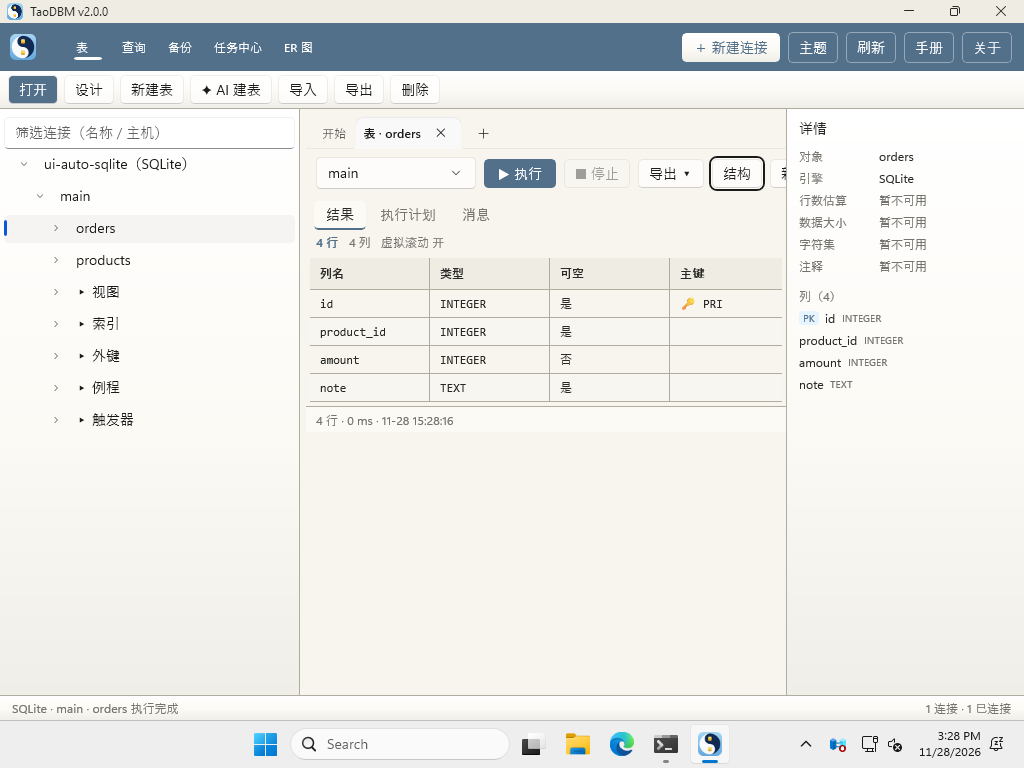 TaoDBM v2.0.0
表 查询 备份 任务中心 ER 图 + 新建连接 主题 刷新 手册 关于
打开 设计 新建表 ✦ AI 建表 导入 导出 删除
筛选连接（名称 / 主机）
ui-auto-sqlite（SQLite）
main
orders
products
▸ 视图
▸ 索引
▸ 外键
▸ 例程
▸ 触发器
开始 表 · orders
main ▶ 执行 停止 导出 ▾ 结构
结果 执行计划 消息
4 行 4 列 虚拟滚动 开
列名 类型 可空 主键
id INTEGER 是 🔑 PRI
product_id INTEGER 是
amount INTEGER 否
note TEXT 是
4 行 · 0 ms · 11-28 15:28:16
详情
对象 orders
引擎 SQLite
行数估算 暂不可用
数据大小 暂不可用
字符集 暂不可用
注释 暂不可用
列（4）
PK id INTEGER
product_id INTEGER
amount INTEGER
note TEXT
SQLite · main · orders 执行完成 1 连接 · 1 已连接
Search
3:28 PM
11/28/2026